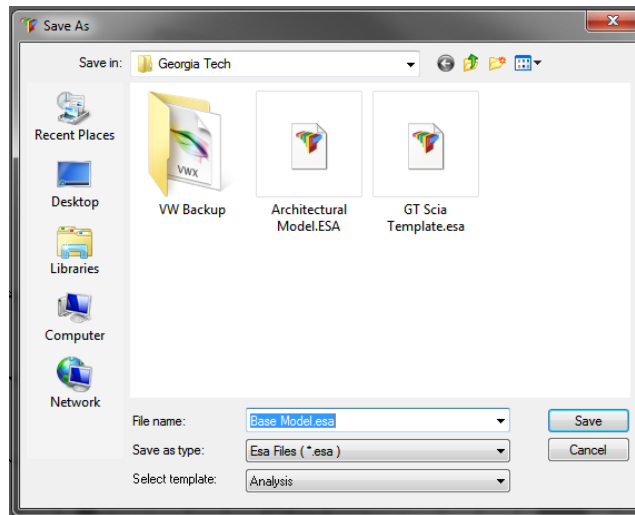 Save As
Save in:
Georgia Tech
Recent Places
Desktop
Libraries
Computer
Network
VWX
VW Backup
Architectural
Model.ESA
GT Scia
Template.esa
File name:
Base Model.esa
Save
Save as type:
Esa Files ( *.esa )
Cancel
Select template:
Analysis